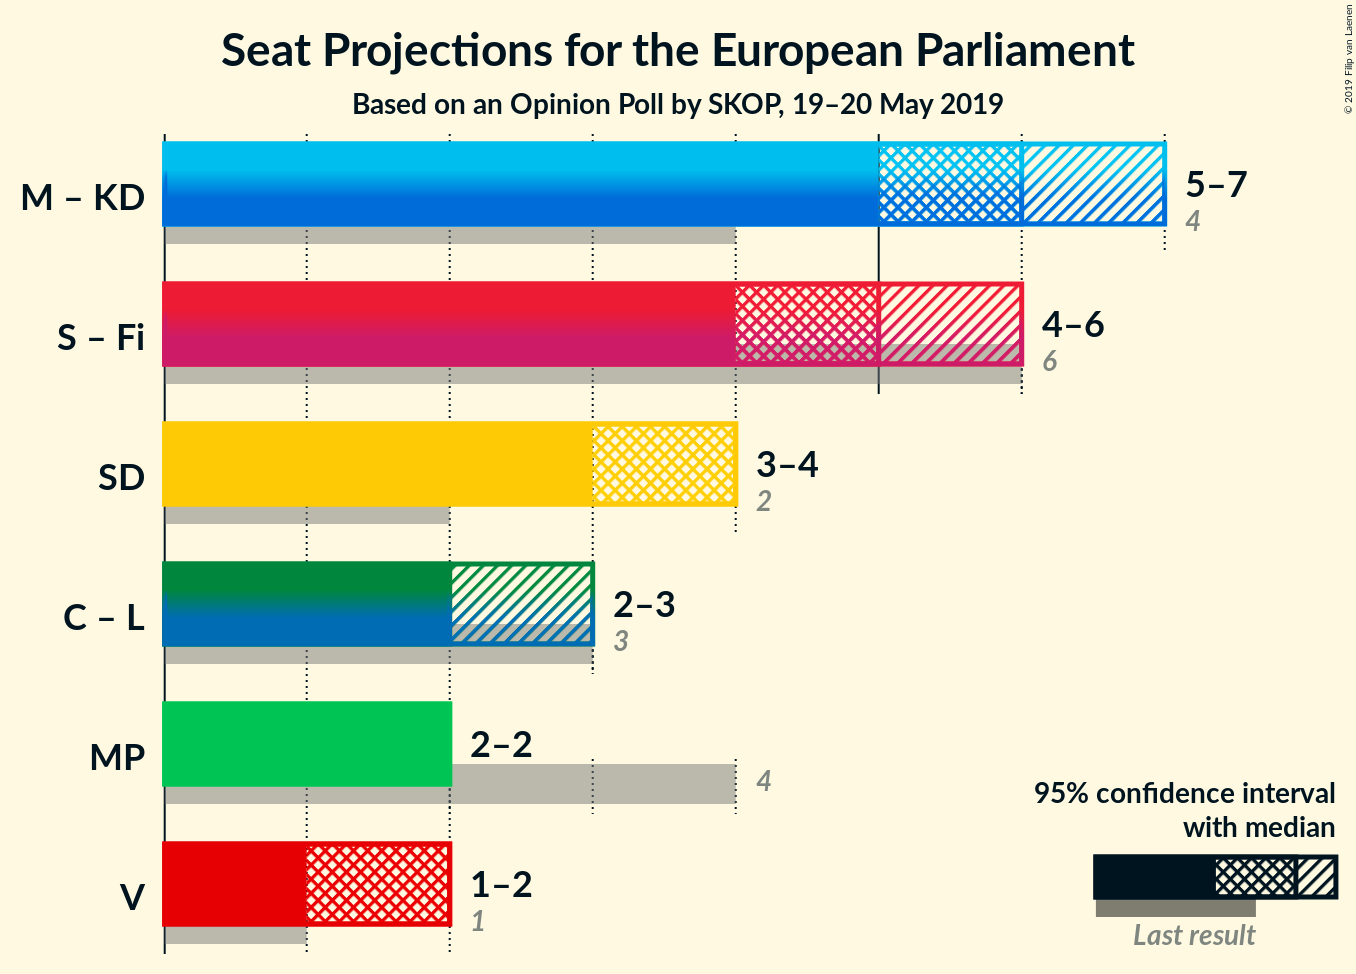 Seat Projections for the European Parliament
Based on an Opinion Poll by SKOP, 19–20 May 2019
© 2019 Filip van Laenen
M – KD
5–7
4
S – Fi
4–6
6
SD
3–4
2
C – L
2–3
3
MP
2–2
4
V
1–2
1
95% confidence interval
with median
Last result